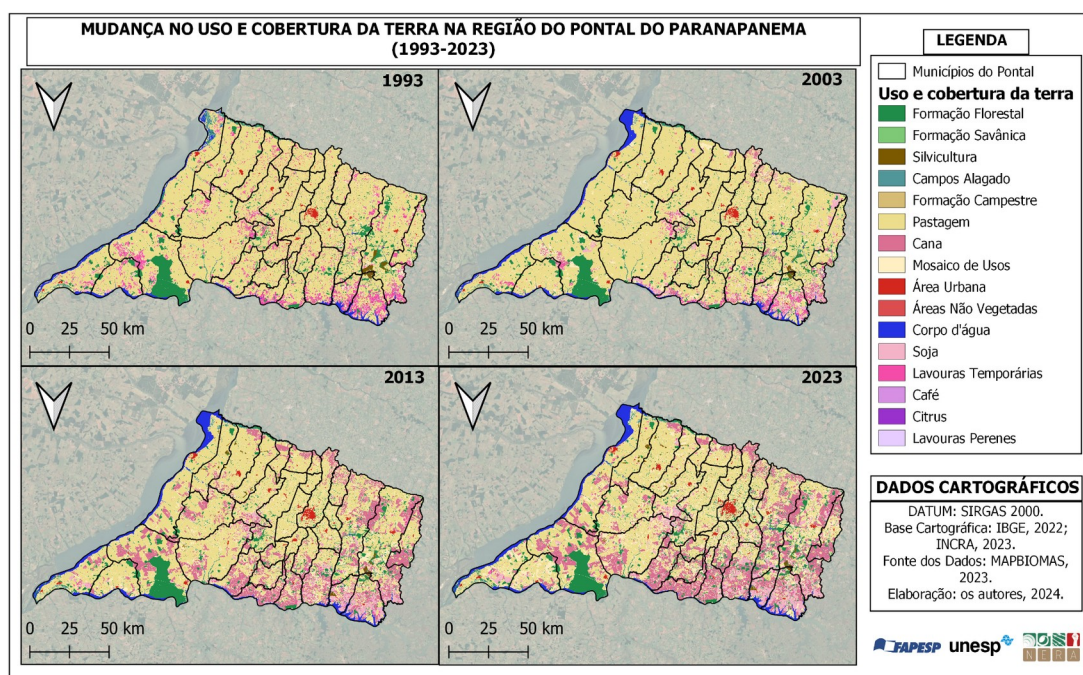 MUDANÇA NO USO E COBERTURA DA TERRA NA REGIÃO DO PONTAL DO PARANAPANEMA
(1993-2023)
1993
0 25 50 km
2003
0 25 50 km
2013
0 25 50 km
2023
0 25 50 km
LEGENDA
Municípios do Pontal
Uso e cobertura da terra
Formação Florestal
Formação Savânica
Silvicultura
Campos Alagado
Formação Campestre
Pastagem
Cana
Mosaico de Usos
Área Urbana
Áreas Não Vegetadas
Corpo d'água
Soja
Lavouras Temporárias
Café
Citrus
Lavouras Perenes
DADOS CARTOGRÁFICOS
DATUM: SIRGAS 2000.
Base Cartográfica: IBGE, 2022;
INCRA, 2023.
Fonte dos Dados: MAPBIOMAS,
2023.
Elaboração: os autores, 2024.
FAPESP unesp NERA